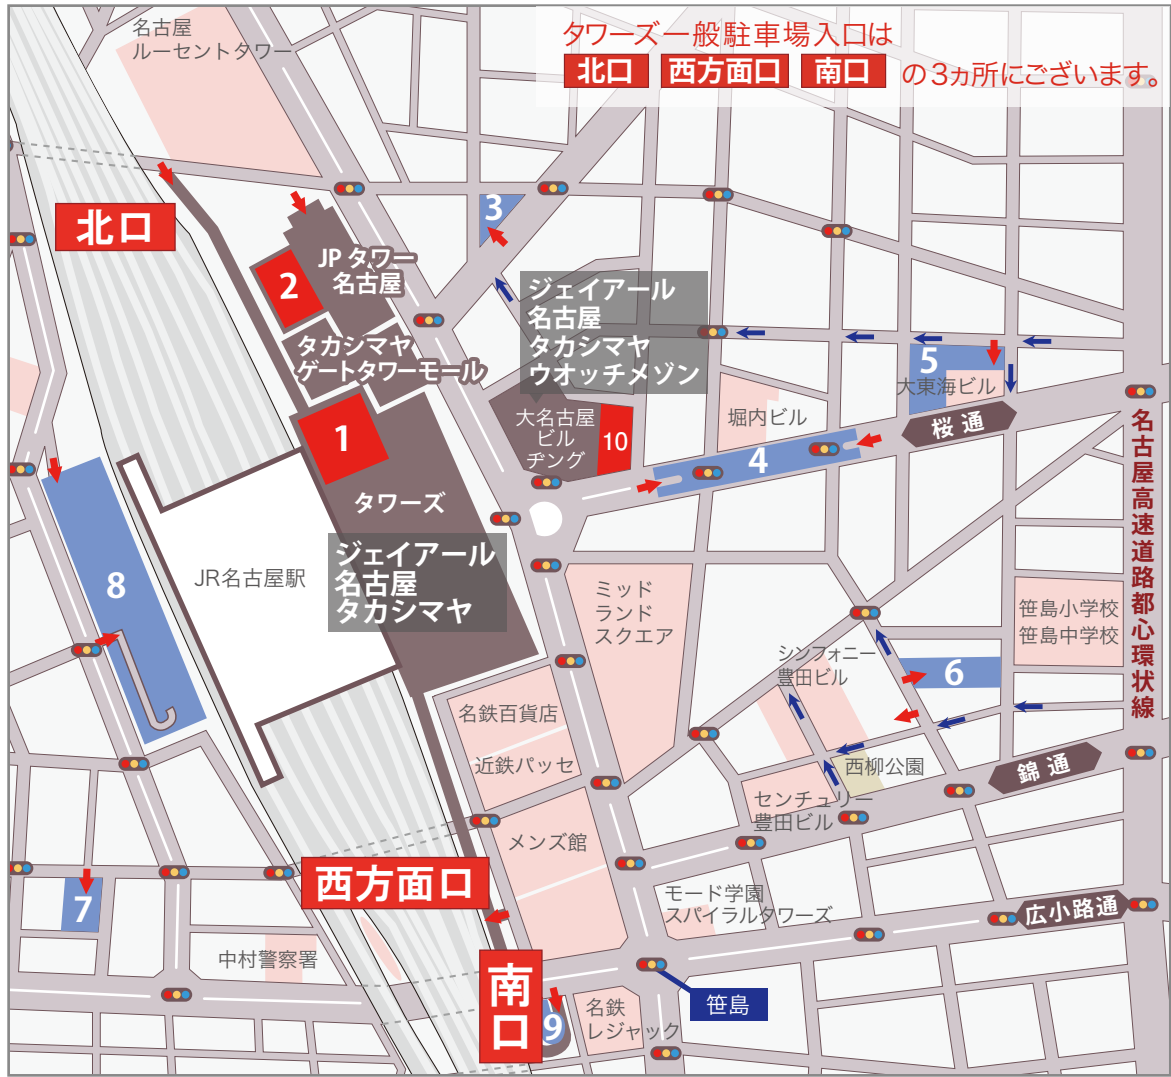 タワーズ一般駐車場入口は
北口 西方面口 南口 の3ヵ所にございます。
名古屋
ルーセントタワー
北口
3
JP タワー
名古屋
2
ジェイアール
名古屋
タカシマヤ
ウオッチメゾン
タカシマヤ
ゲートタワーモール
5
大東海ビル
1
大名古屋
ビル
ヂング
10
堀内ビル
桜通
4
タワーズ
名古屋高速道路都心環状線
ジェイアール
名古屋
タカシマヤ
JR名古屋駅
8
ミッド
ランド
スクエア
笹島小学校
笹島中学校
シンフォニー
豊田ビル
6
名鉄百貨店
近鉄パッセ
西柳公園
錦通
センチュリー
豊田ビル
メンズ館
西方面口
7
モード学園
スパイラルタワーズ
広小路通
中村警察署
南口
9
名鉄
レジャック
笹島